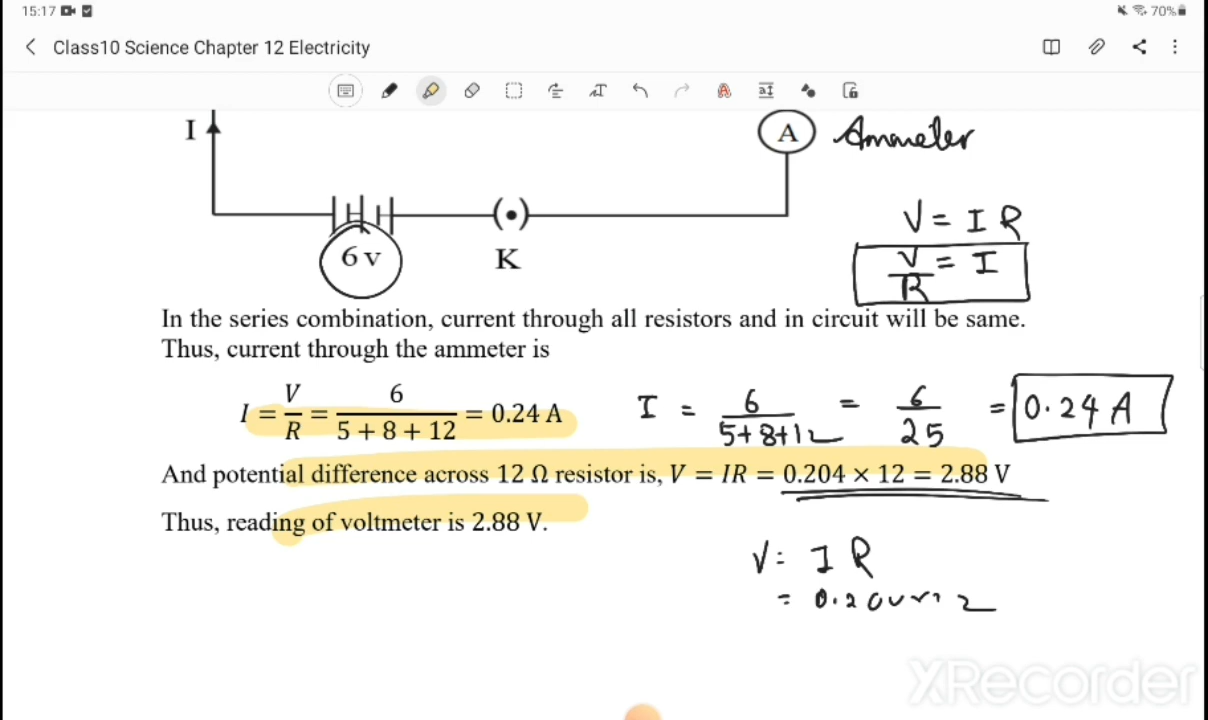 15:17 70%
Class10 Science Chapter 12 Electricity
I
A Ammeter
6 v
K
V = I R
V/R = I
In the series combination, current through all resistors and in circuit will be same.
Thus, current through the ammeter is
I = V/R = 6/(5 + 8 + 12) = 0.24 A
I = 6/(5+8+12) = 6/25 = 0.24 A
And potential difference across 12 Ω resistor is, V = IR = 0.204 × 12 = 2.88 V
Thus, reading of voltmeter is 2.88 V.
V = I R
XRecorder